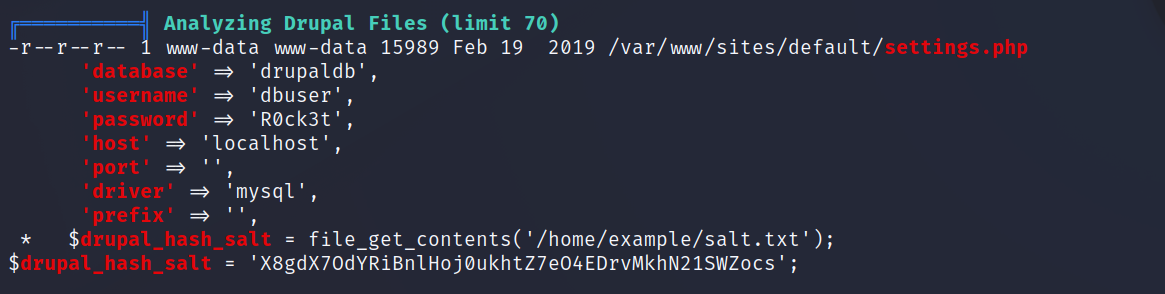 ╔══════════╣ Analyzing Drupal Files (limit 70)
-r--r--r-- 1 www-data www-data 15989 Feb 19  2019 /var/www/sites/default/settings.php
      'database' => 'drupaldb',
      'username' => 'dbuser',
      'password' => 'R0ck3t',
      'host' => 'localhost',
      'port' => '',
      'driver' => 'mysql',
      'prefix' => '',
 *   $drupal_hash_salt = file_get_contents('/home/example/salt.txt');
$drupal_hash_salt = 'X8gdX7OdYRiBnlHoj0ukhtZ7eO4EDrvMkhN21SWZocs';